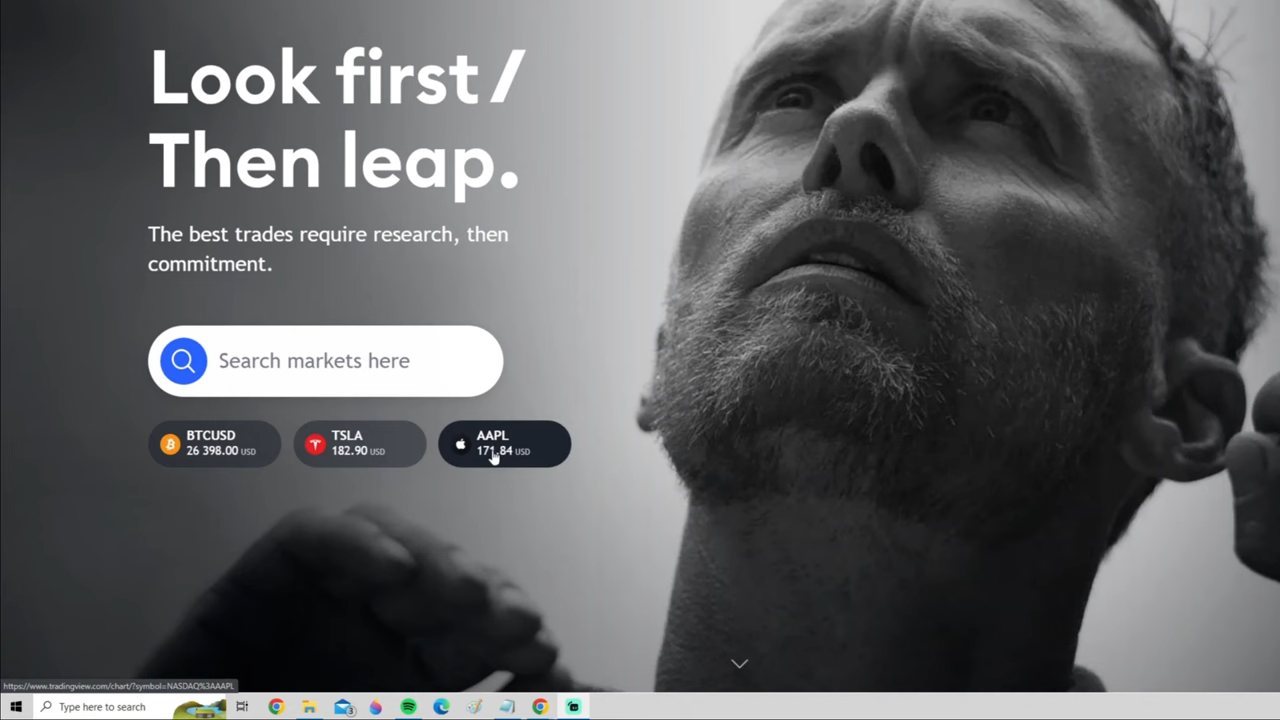 Look first/
Then leap.
The best trades require research, then
commitment.
Search markets here
BTCUSD
26 398.00 USD
TSLA
182.90 USD
AAPL
171.84 USD
https://www.tradingview.com/chart/?symbol=NASDAQ%3AAAPL
Type here to search
3